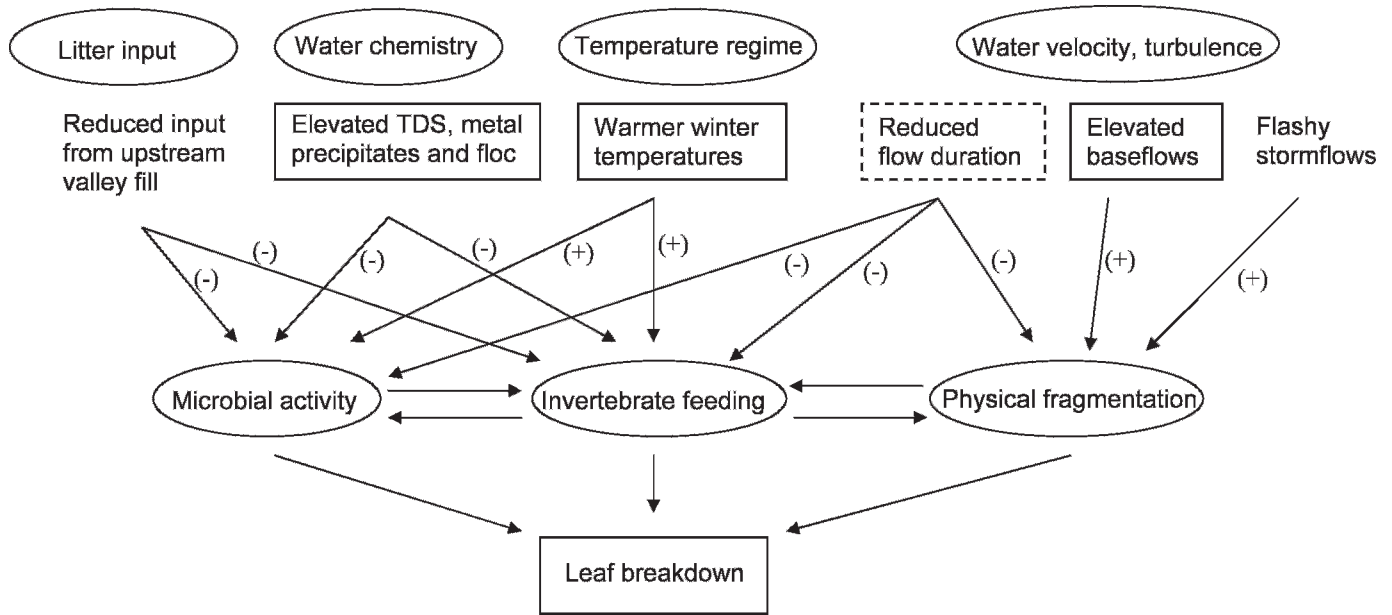 Litter input
Water chemistry
Temperature regime
Water velocity, turbulence
Reduced input
from upstream
valley fill
Elevated TDS, metal
precipitates and floc
Warmer winter
temperatures
Reduced
flow duration
Elevated
baseflows
Flashy
stormflows
(-)
(-)
(-)
(-)
(+)
(+)
(-)
(-)
(-)
(+)
(+)
Microbial activity
Invertebrate feeding
Physical fragmentation
Leaf breakdown